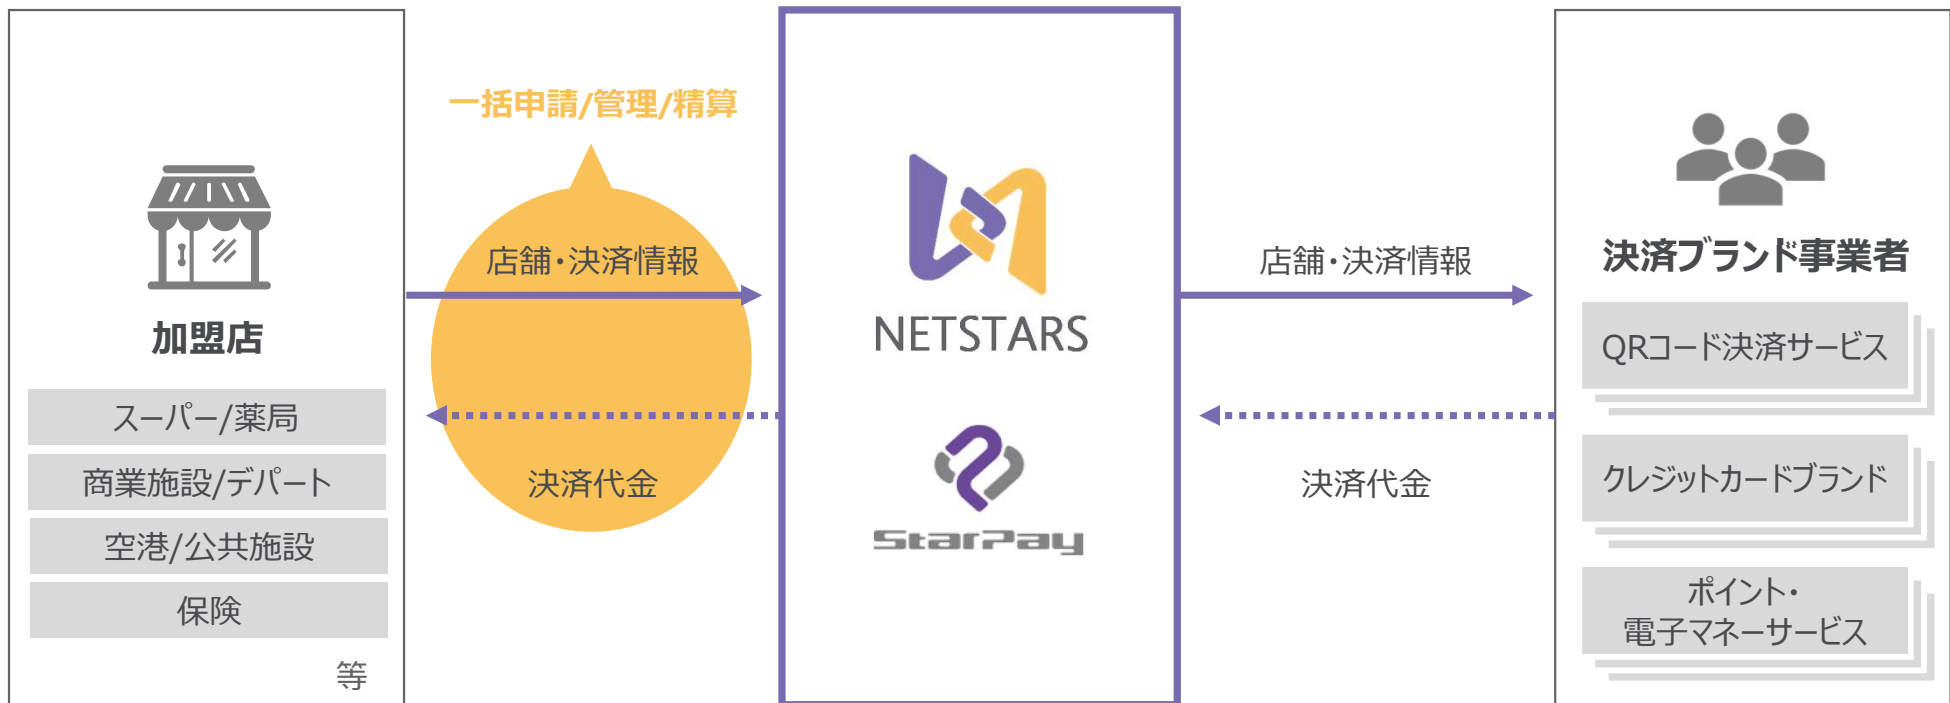 加盟店
スーパー/薬局
商業施設/デパート
空港/公共施設
保険
等
一括申請/管理/精算
店舗・決済情報
決済代金
NETSTARS
StarPay
店舗・決済情報
決済代金
決済ブランド事業者
QRコード決済サービス
クレジットカードブランド
ポイント・
電子マネーサービス